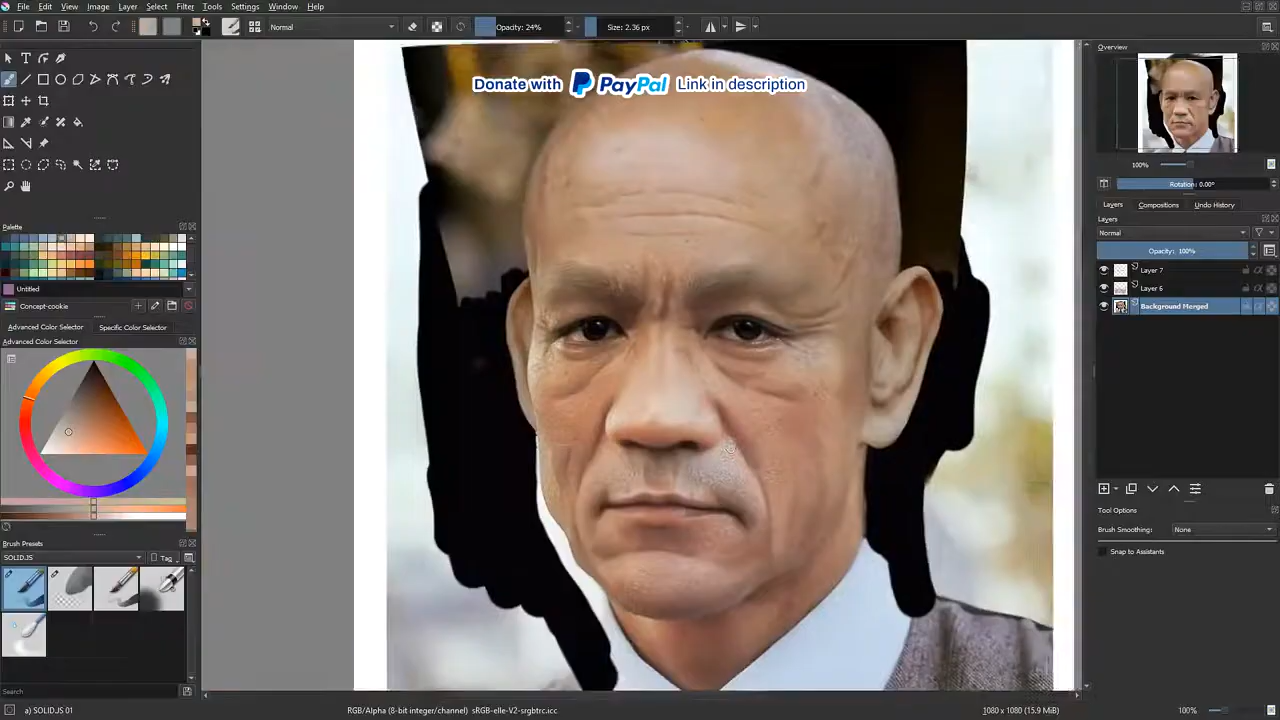 File Edit View Image Layer Select Filter Tools Settings Window Help
Normal
Opacity: 24%
Size: 2.36 px
Donate with PayPal Link in description
Palette
Untitled
Concept-cookie
Advanced Color Selector Specific Color Selector
Advanced Color Selector
Brush Presets
SOLID.JS
Tag
Search
Overview
100%
Rotation: 0.00°
Layers Compositions Undo History
Layers
Normal
Opacity: 100%
Layer 7
Layer 6
Background Merged
Tool Options
Brush Smoothing: None
Snap to Assistants
a) SOLID.JS 01
RGB/Alpha (8-bit integer/channel) sRGB-elle-V2-srgbtrc.icc
1080 x 1080 (15.9 MiB)
100%